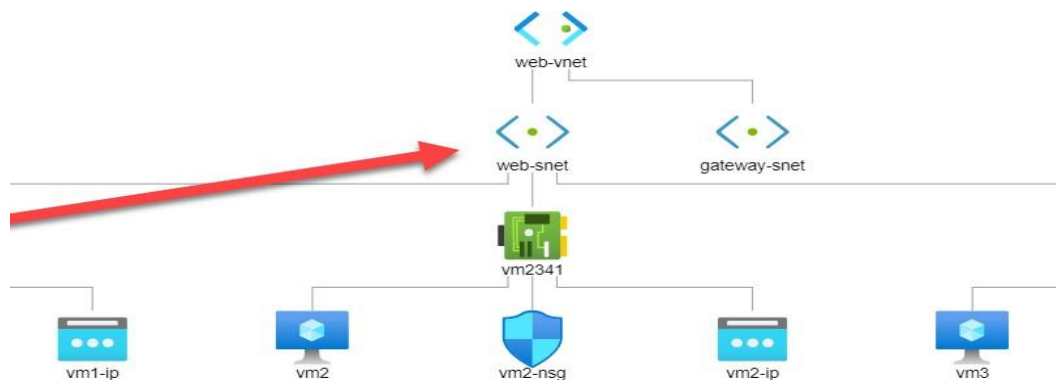 web-vnet
web-snet
gateway-snet
vm2341
vm1-ip
vm2
vm2-nsg
vm2-ip
vm3